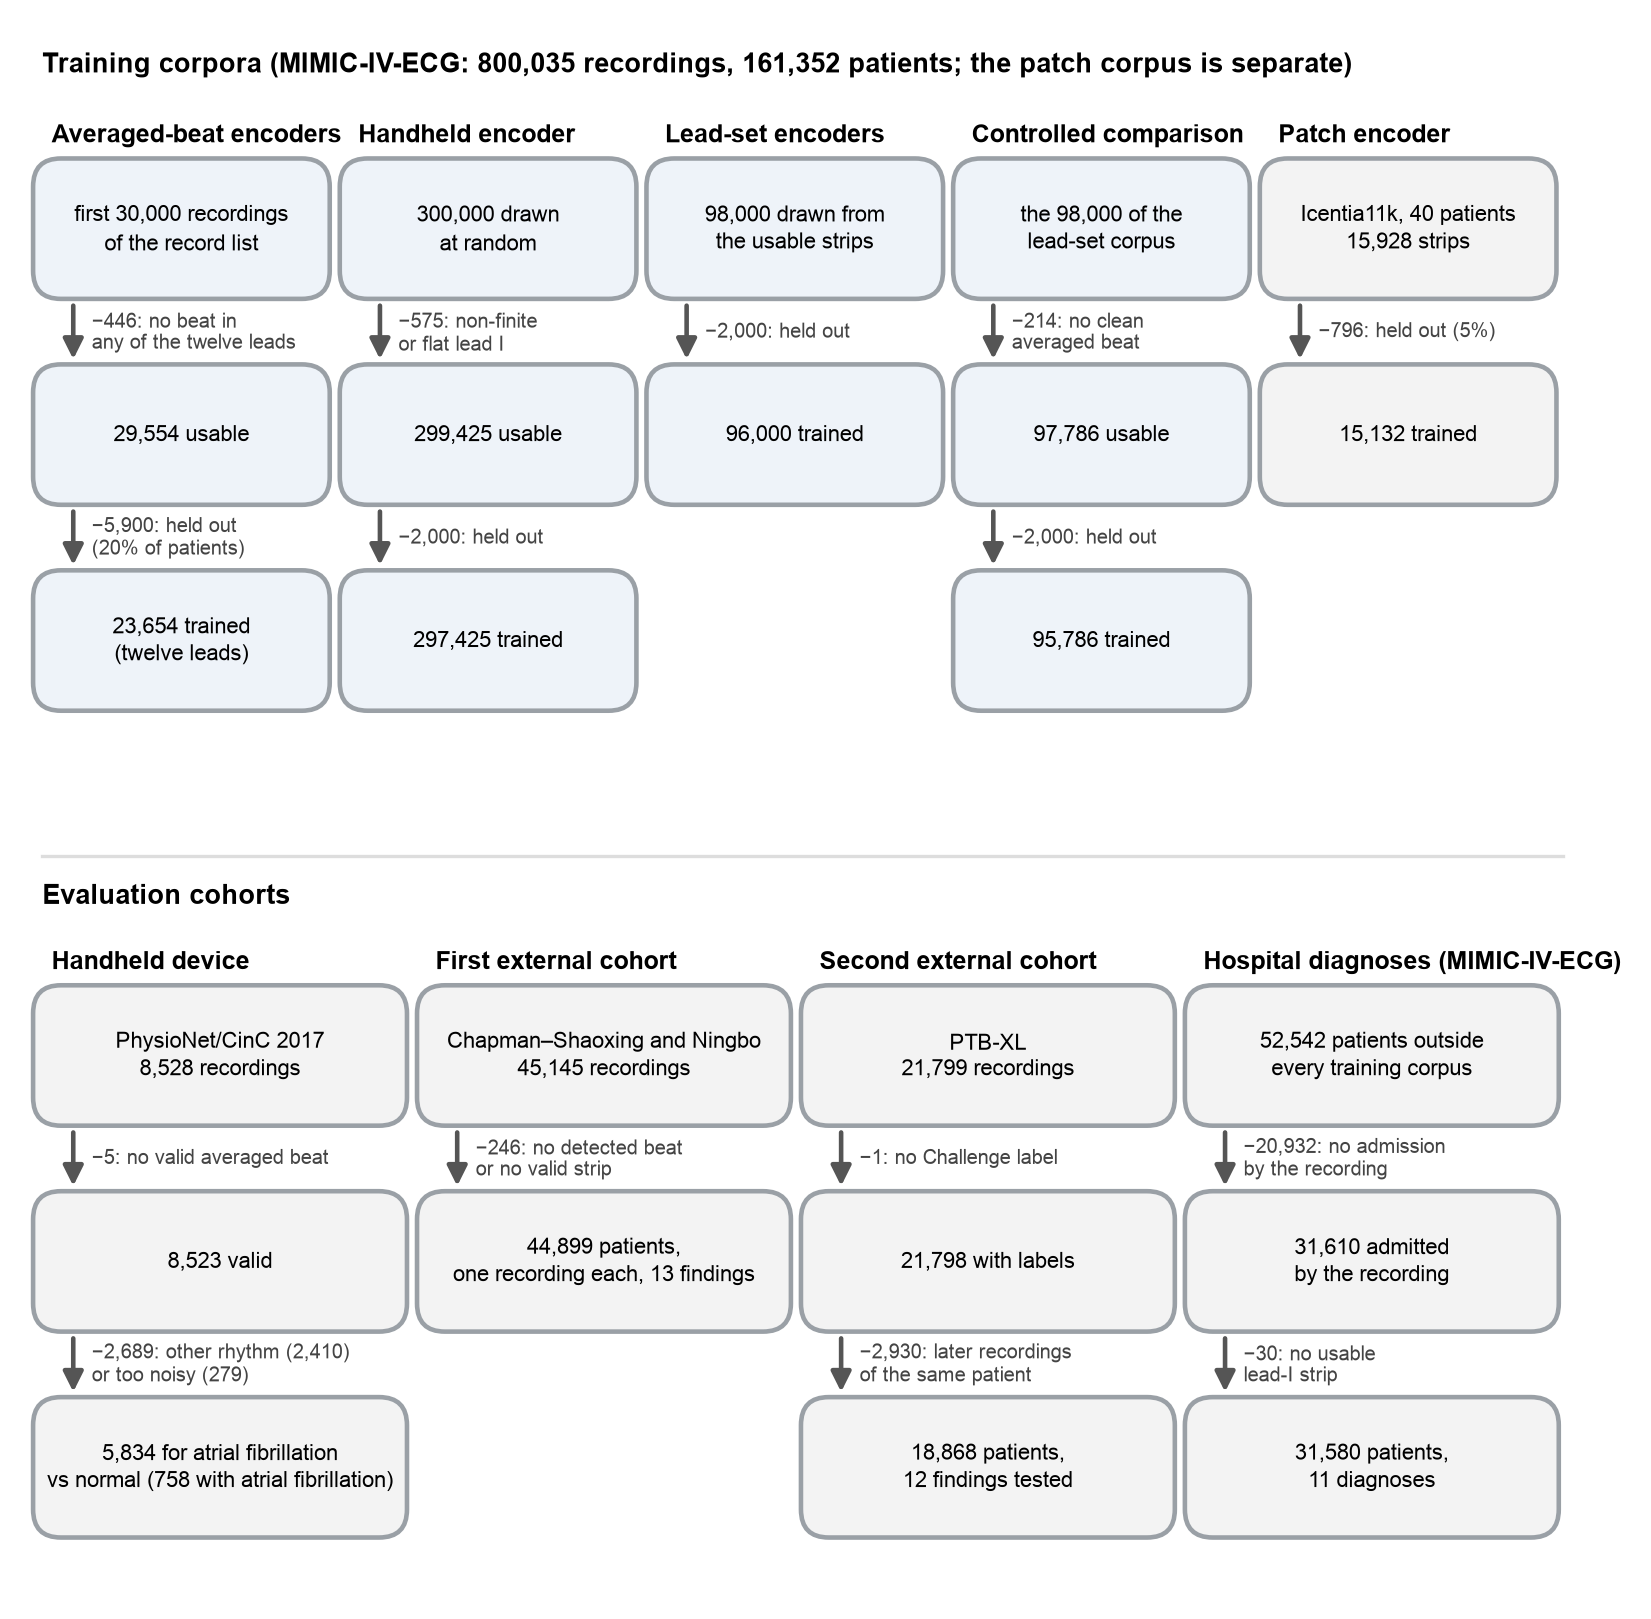 Training corpora (MIMIC-IV-ECG: 800,035 recordings, 161,352 patients; the patch corpus is separate)
Averaged-beat encoders
first 30,000 recordings
of the record list
−446: no beat in
any of the twelve leads
29,554 usable
−5,900: held out
(20% of patients)
23,654 trained
(twelve leads)
Handheld encoder
300,000 drawn
at random
−575: non-finite
or flat lead I
299,425 usable
−2,000: held out
297,425 trained
Lead-set encoders
98,000 drawn from
the usable strips
−2,000: held out
96,000 trained
Controlled comparison
the 98,000 of the
lead-set corpus
−214: no clean
averaged beat
97,786 usable
−2,000: held out
95,786 trained
Patch encoder
Icentia11k, 40 patients
15,928 strips
−796: held out (5%)
15,132 trained
Evaluation cohorts
Handheld device
PhysioNet/CinC 2017
8,528 recordings
−5: no valid averaged beat
8,523 valid
−2,689: other rhythm (2,410)
or too noisy (279)
5,834 for atrial fibrillation
vs normal (758 with atrial fibrillation)
First external cohort
Chapman–Shaoxing and Ningbo
45,145 recordings
−246: no detected beat
or no valid strip
44,899 patients,
one recording each, 13 findings
Second external cohort
PTB-XL
21,799 recordings
−1: no Challenge label
21,798 with labels
−2,930: later recordings
of the same patient
18,868 patients,
12 findings tested
Hospital diagnoses (MIMIC-IV-ECG)
52,542 patients outside
every training corpus
−20,932: no admission
by the recording
31,610 admitted
by the recording
−30: no usable
lead-I strip
31,580 patients,
11 diagnoses